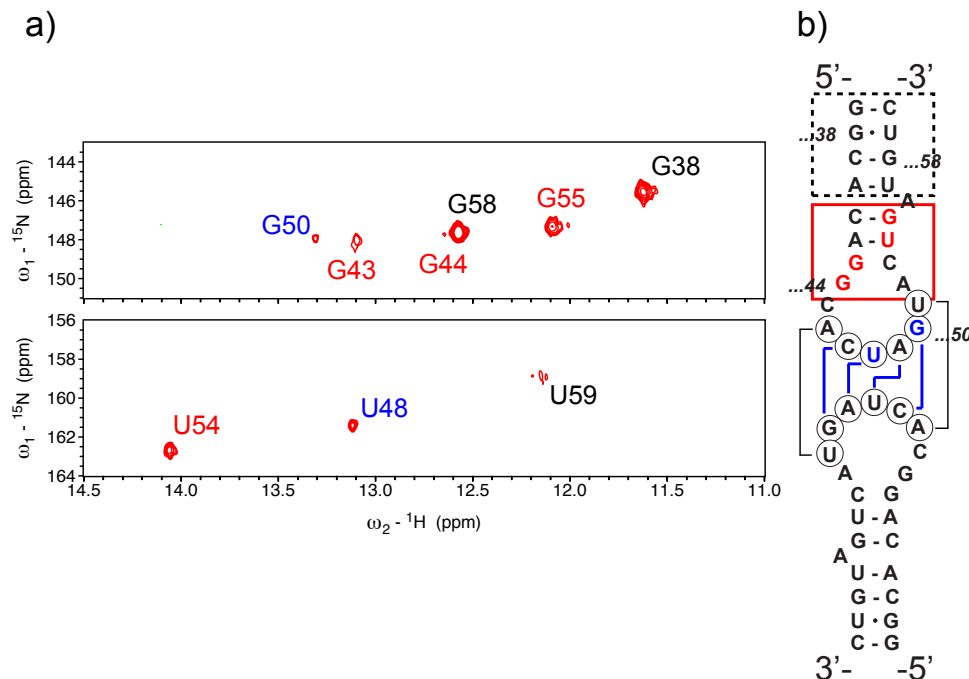 a)
ω₁ - ¹⁵N (ppm)
144
146
148
150
G50
G43
G44
G58
G55
G38
ω₁ - ¹⁵N (ppm)
156
158
160
162
164
U54
U48
U59
14.5 14.0 13.5 13.0 12.5 12.0 11.5 11.0
ω₂ - ¹H (ppm)
b)
5’- -3’
G - C
...38 G · U
C - G ...58
A - U
A
C - G
A - U
G C
G A
...44
C U
A G ...50
C U A
A U C
G A
U C
A G
C G
U - A
G - C
A
U - A
G - C
U · G
C - G
3’- -5’